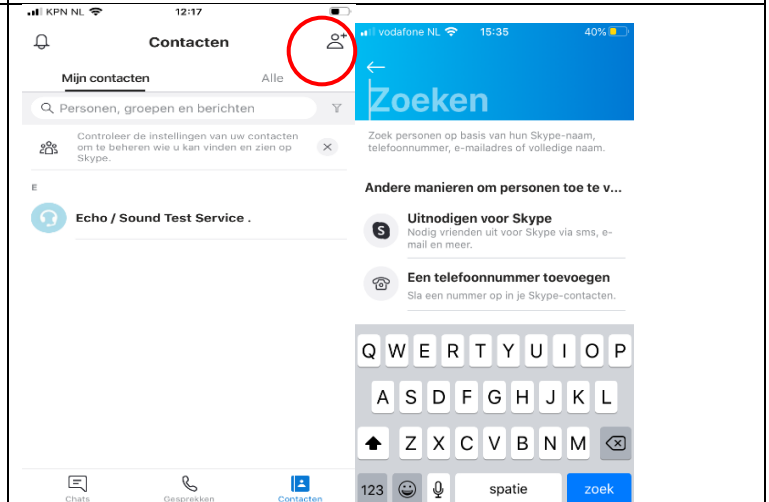 KPN NL 12:17
Contacten
Mijn contacten Alle
Personen, groepen en berichten
Controleer de instellingen van uw contacten
om te beheren wie u kan vinden en zien op
Skype.
E
Echo / Sound Test Service .
Chats Gesprekken Contacten
vodafone NL 15:35 40%
Zoeken
Zoek personen op basis van hun Skype-naam,
telefoonnummer, e-mailadres of volledige naam.
Andere manieren om personen toe te v...
Uitnodigen voor Skype
Nodig vrienden uit voor Skype via sms, e-
mail en meer.
Een telefoonnummer toevoegen
Sla een nummer op in je Skype-contacten.
Q W E R T Y U I O P
A S D F G H J K L
Z X C V B N M
123 spatie zoek